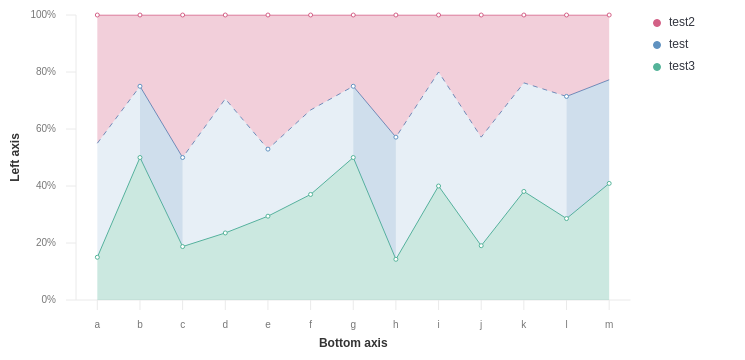 100%
80%
60%
40%
20%
0%
Left axis
a b c d e f g h i j k l m
Bottom axis
test2
test
test3